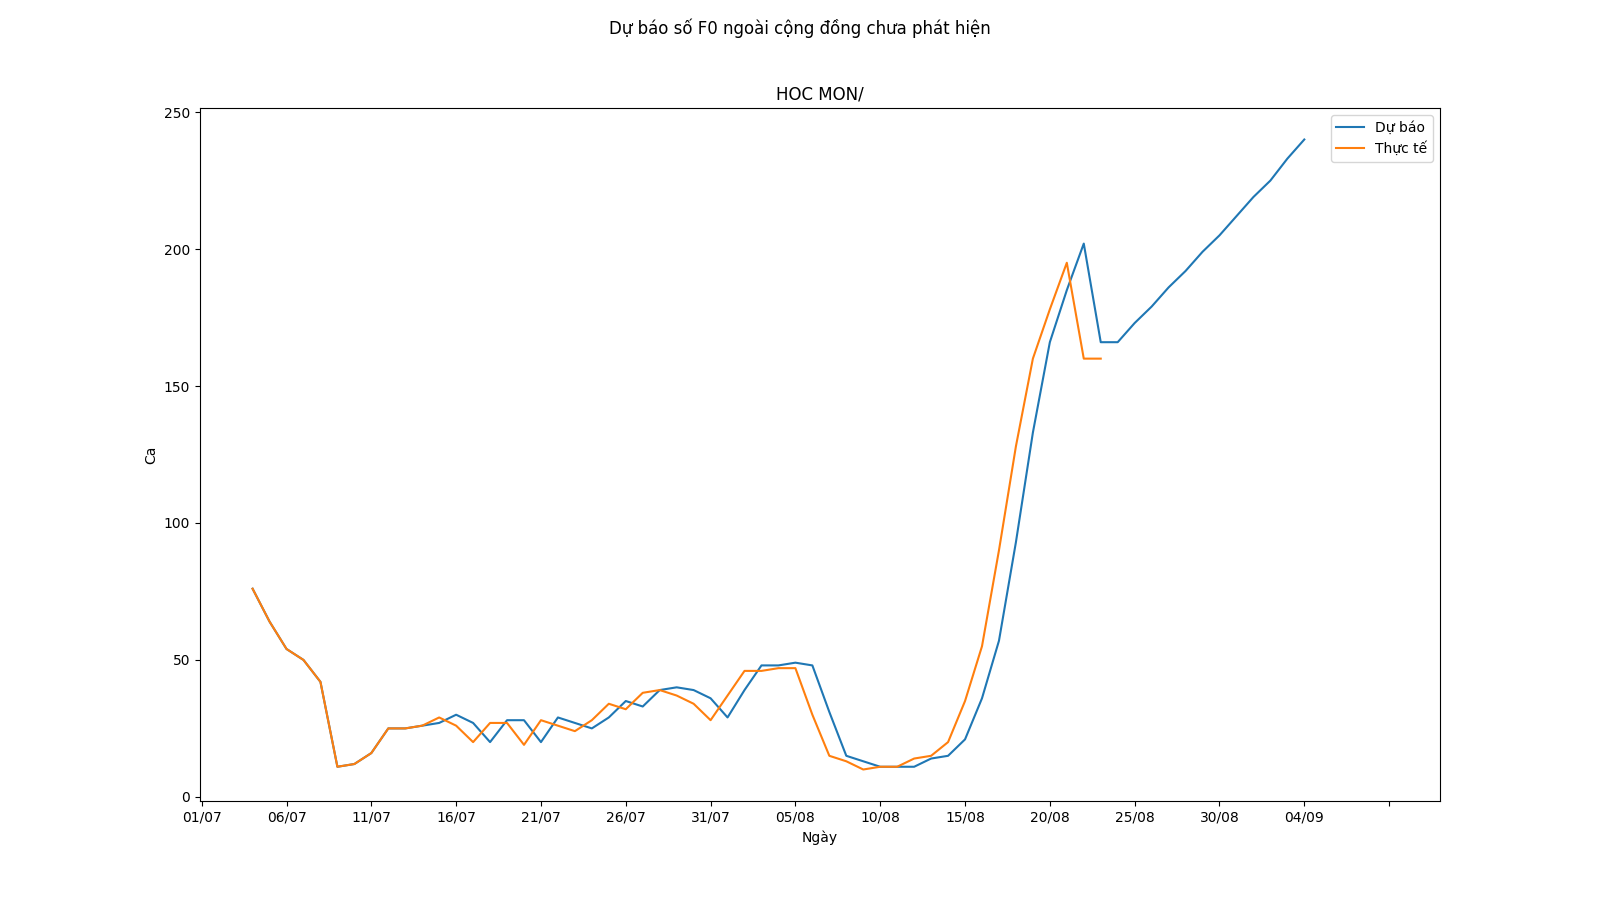 Dự báo số F0 ngoài cộng đồng chưa phát hiện
HOC MON/
250
200
150
100
50
0
Ca
Dự báo
Thực tế
01/07 06/07 11/07 16/07 21/07 26/07 31/07 05/08 10/08 15/08 20/08 25/08 30/08 04/09
Ngày